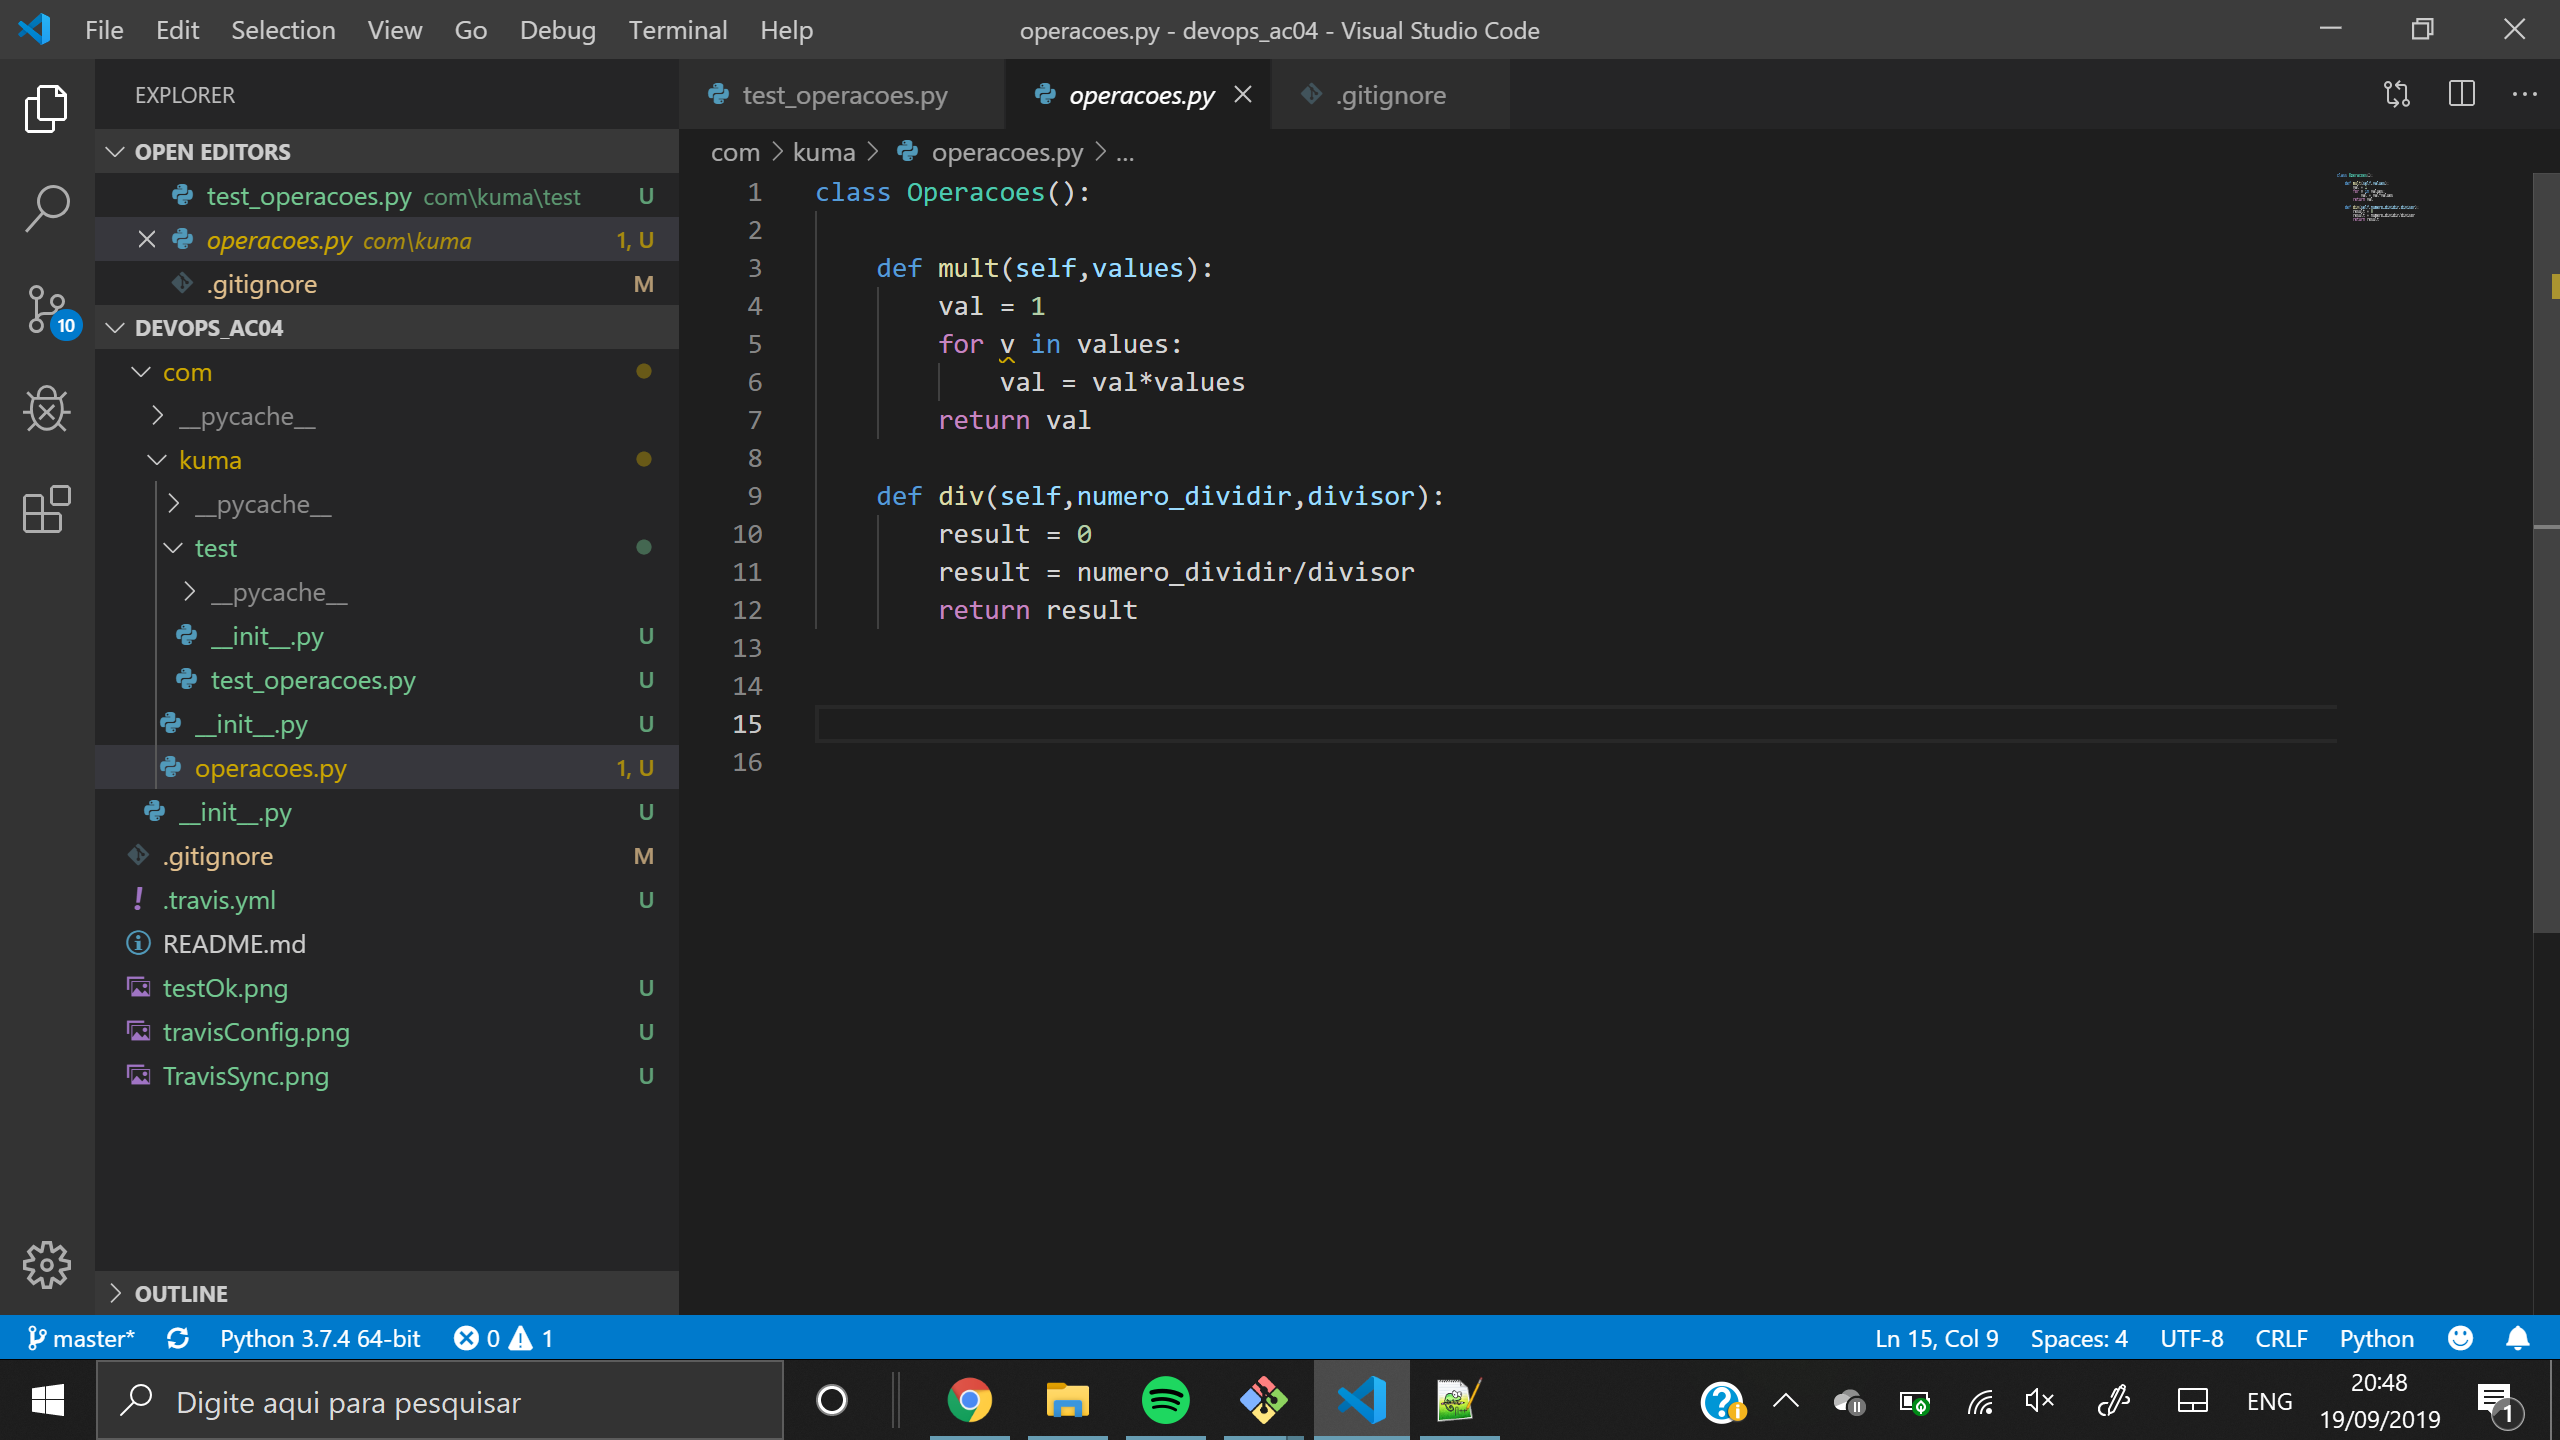 File Edit Selection View Go Debug Terminal Help
operacoes.py - devops_ac04 - Visual Studio Code
EXPLORER
OPEN EDITORS
test_operacoes.py com\kuma\test U
operacoes.py com\kuma 1, U
.gitignore M
DEVOPS_AC04
com
__pycache__
kuma
__pycache__
test
__pycache__
__init__.py U
test_operacoes.py U
__init__.py U
operacoes.py 1, U
__init__.py U
.gitignore M
.travis.yml U
README.md
testOk.png U
travisConfig.png U
TravisSync.png U
OUTLINE
10
test_operacoes.py
operacoes.py
.gitignore
com > kuma > operacoes.py > ...
1 class Operacoes():
2
3 def mult(self,values):
4 val = 1
5 for v in values:
6 val = val*values
7 return val
8
9 def div(self,numero_dividir,divisor):
10 result = 0
11 result = numero_dividir/divisor
12 return result
13
14
15
16
master* Python 3.7.4 64-bit 0 1 Ln 15, Col 9 Spaces: 4 UTF-8 CRLF Python
Digite aqui para pesquisar
ENG
20:48
19/09/2019
1